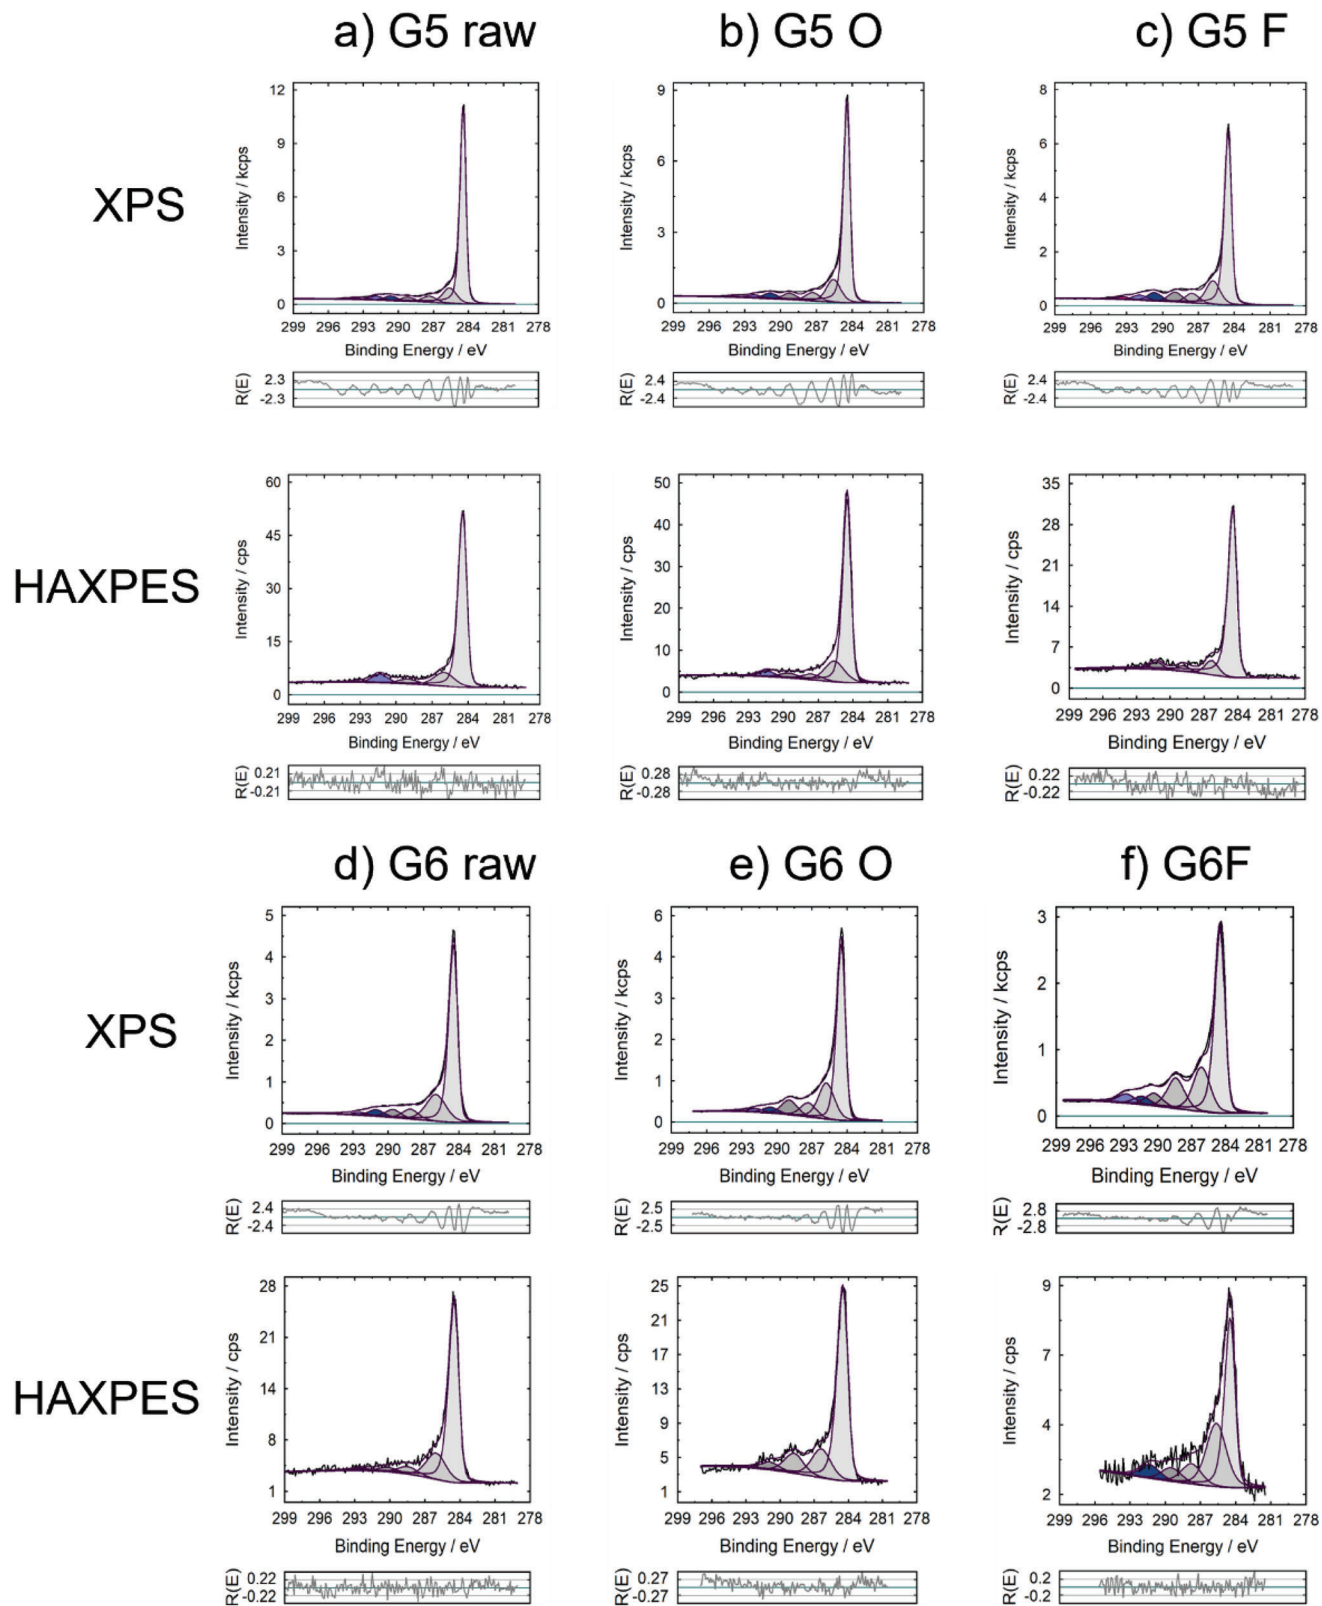 a) G5 raw
b) G5 O
c) G5 F
XPS
12
9
6
3
0
Intensity / kcps
299 296 293 290 287 284 281 278
Binding Energy / eV
R(E)
2.3
-2.3
9
6
3
0
Intensity / kcps
299 296 293 290 287 284 281 278
Binding Energy / eV
R(E)
2.4
-2.4
8
6
4
2
0
Intensity / kcps
299 296 293 290 287 284 281 278
Binding Energy / eV
R(E)
2.4
-2.4
HAXPES
60
45
30
15
0
Intensity / cps
299 296 293 290 287 284 281 278
Binding Energy / eV
R(E)
0.21
-0.21
50
40
30
20
10
0
Intensity / cps
299 296 293 290 287 284 281 278
Binding Energy / eV
R(E)
0.28
-0.28
35
31
21
14
7
0
Intensity / cps
299 296 293 290 287 284 281 278
Binding Energy / eV
R(E)
0.22
-0.22
d) G6 raw
e) G6 O
f) G6F
XPS
5
4
3
2
1
0
Intensity / kcps
299 296 293 290 287 284 281 278
Binding Energy / eV
R(E)
2.4
-2.4
6
5
4
2
1
0
Intensity / kcps
299 296 293 290 287 284 281 278
Binding Energy / eV
R(E)
2.5
-2.5
3
2
1
0
Intensity / kcps
299 296 293 290 287 284 281 278
Binding Energy / eV
R(E)
2.8
-2.8
HAXPES
28
21
14
8
1
Intensity / cps
299 296 293 290 287 284 281 278
Binding Energy / eV
R(E)
0.22
-0.22
25
21
17
13
9
5
1
Intensity / cps
299 296 293 290 287 284 281 278
Binding Energy / eV
R(E)
0.27
-0.27
9
7
4
2
Intensity / cps
299 296 293 290 287 284 281 278
Binding Energy / eV
R(E)
0.2
-0.2